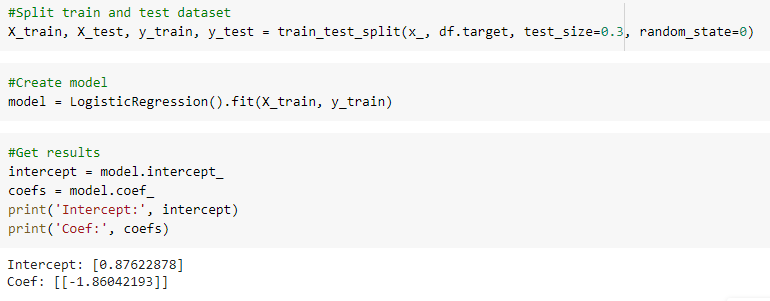 #Split train and test dataset
X_train, X_test, y_train, y_test = train_test_split(x_, df.target, test_size=0.3, random_state=0)
#Create model
model = LogisticRegression().fit(X_train, y_train)
#Get results
intercept = model.intercept_
coefs = model.coef_
print('Intercept:', intercept)
print('Coef:', coefs)
Intercept: [0.87622878]
Coef: [[-1.86042193]]